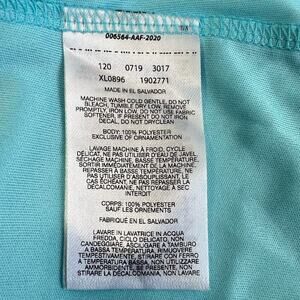 006564-AAF-2020
120 0719 3017
XL0896 1902771
MADE IN EL SALVADOR
MACHINE WASH COLD GENTLE, DO NOT
BLEACH, TUMBLE DRY LOW, REMOVE
PROMPTLY, IRON LOW, DO NOT USE FABRIC
SOFTENER, IF PRESENT DO NOT IRON
DECAL, DO NOT DRYCLEAN
BODY: 100% POLYESTER
EXCLUSIVE OF ORNAMENTATION
LAVAGE MACHINE À FROID, CYCLE
DÉLICAT, NE PAS UTILISER D'EAU DE JAVEL,
SÉCHAGE MACHINE, BASSE TEMPÉRATURE,
SORTIR IMMÉDIATEMENT DE LA MACHINE,
REPASSER À BASSE TEMPÉRATURE, NE
PAS UTILISER
NE PAS REPASSER LE
DÉCALCOMANIE, NETTOYAGE À SEC
INTERDIT
CORPS: 100% POLYESTER
SAUF LES ORNEMENTS
FABRIQUÉ EN EL SALVADOR
LAVARE IN LAVATRICE IN ACQUA
FREDDA, CICLO DELICATO, NON
CANDEGGIARE, ASCIUGARE A TAMBURO
A BASSA TEMPERATURA, RIMUOVERE
TEMPESTIVAMENTE, STIRARE CON FERRO
A TEMPERATURA BASSA, NON UTILIZZARE
AMMORBIDENTE, SE PRESENTE
NON STIRARE LA DECALCOMANIA, NON